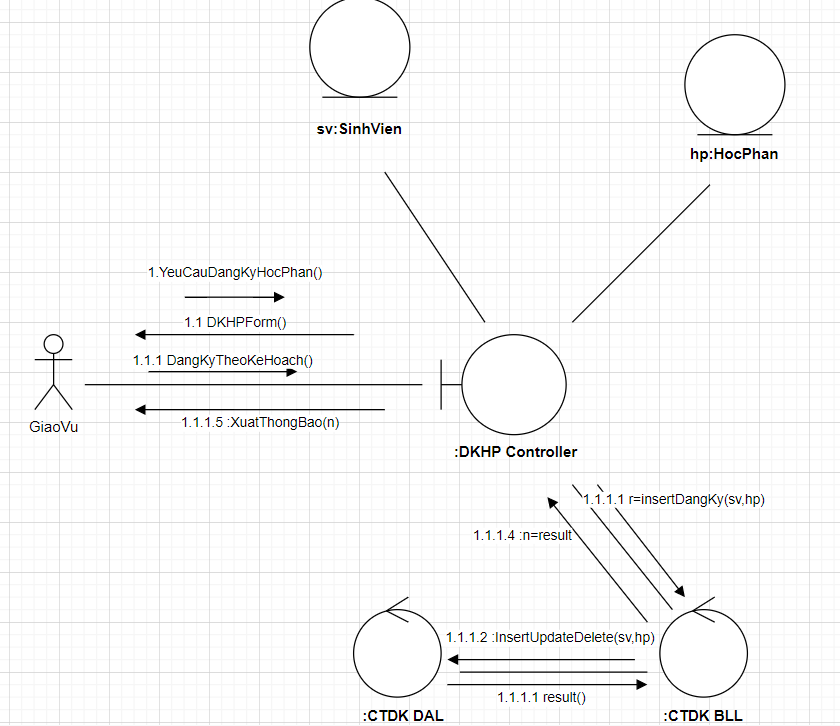 sv:SinhVien
hp:HocPhan
1.YeuCauDangKyHocPhan()
1.1 DKHPForm()
1.1.1 DangKyTheoKeHoach()
GiaoVu
1.1.1.5 :XuatThongBao(n)
:DKHP Controller
1.1.1.1 r=insertDangKy(sv,hp)
1.1.1.4 :n=result
1.1.1.2 :InsertUpdateDelete(sv,hp)
1.1.1.1 result()
:CTDK DAL
:CTDK BLL